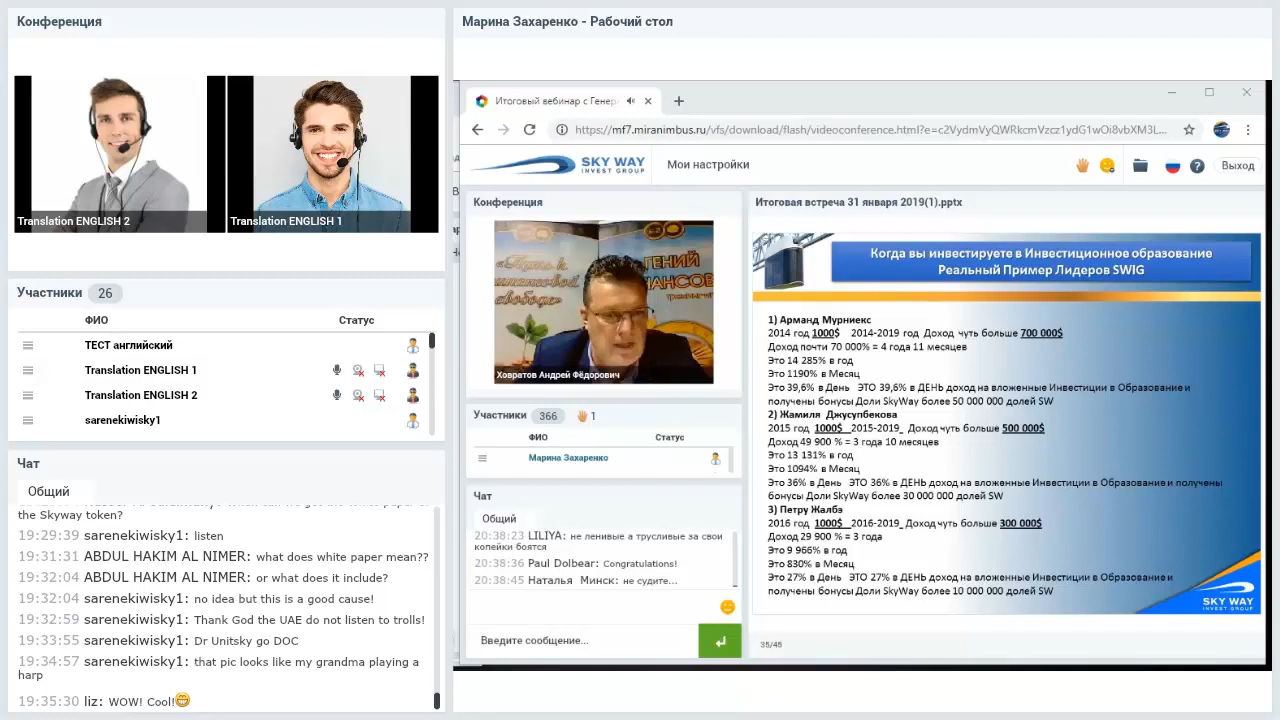 Конференция
Translation ENGLISH 2
Translation ENGLISH 1
Участники 26
ФИО Статус
ТЕСТ английский
Translation ENGLISH 1
Translation ENGLISH 2
sarenekiwisky1
Чат
Общий
the Skyway token?
19:29:39 sarenekiwisky1: listen
19:31:31 ABDUL HAKIM AL NIMER: what does white paper mean??
19:32:04 ABDUL HAKIM AL NIMER: or what does it include?
19:32:04 sarenekiwisky1: no idea but this is a good cause!
19:32:59 sarenekiwisky1: Thank God the UAE do not listen to trolls!
19:33:55 sarenekiwisky1: Dr Unitsky go DOC
19:34:57 sarenekiwisky1: that pic looks like my grandma playing a
harp
19:35:30 liz: WOW! Cool!😁
Марина Захаренко - Рабочий стол
Итоговый вебинар с Генер
https://mf7.miranimbus.ru/vfs/download/flash/videoconference.html?e=c2VydmVyQWRkcmVzcz1ydG1wOi8vbXM3L...
SKY WAY
INVEST GROUP
Мои настройки
Выход
Конференция
«Путь к
финансовой
свободе»
ГЕНИЙ
Ховратов Андрей Фёдорович
Участники 366 1
ФИО Статус
Марина Захаренко
Чат
Общий
20:38:23 LILIYA: не ленивые а трусливые за свои
копейки боятся
20:38:36 Paul Dolbear: Congratulations!
20:38:45 Наталья Минск: не судите...
Введите сообщение...
Итоговая встреча 31 января 2019(1).pptx
Когда вы инвестируете в Инвестиционное образование
Реальный Пример Лидеров SWIG
1) Арманд Мурниекс
2014 год 1000$ 2014-2019 год Доход чуть больше 700 000$
Доход почти 70 000% = 4 года 11 месяцев
Это 14 285% в год
Это 1190% в Месяц
Это 39,6% в День ЭТО 39,6% в ДЕНЬ доход на вложенные Инвестиции в Образование и
получены бонусы Доли SkyWay более 50 000 000 долей SW
2) Жамиля Джусупбекова
2015 год 1000$ 2015-2019_ Доход чуть больше 500 000$
Доход 49 900 % = 3 года 10 месяцев
Это 13 131% в год
Это 1094% в Месяц
Это 36% в День ЭТО 36% в ДЕНЬ доход на вложенные Инвестиции в Образование и получены
бонусы Доли SkyWay более 30 000 000 долей SW
3) Петру Жалбэ
2016 год 1000$ 2016-2019_ Доход чуть больше 300 000$
Доход 29 900 % = 3 года
Это 9 966% в год
Это 830% в Месяц
Это 27% в День ЭТО 27% в ДЕНЬ доход на вложенные Инвестиции в Образование и
получены бонусы Доли SkyWay более 10 000 000 долей SW
SKY WAY
INVEST GROUP
35/45